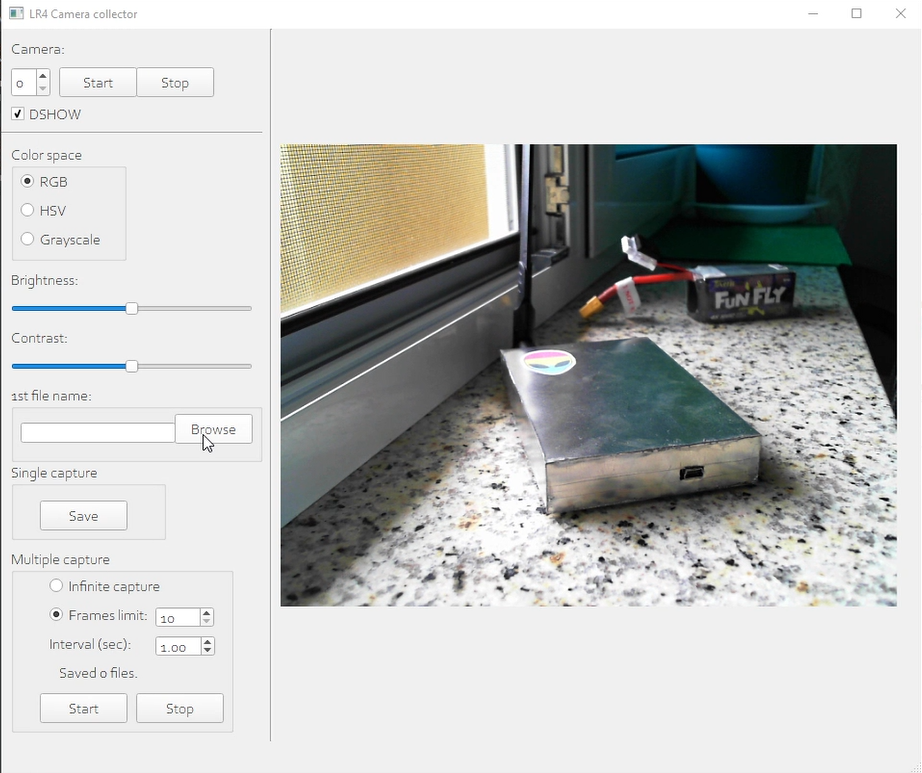 LR4 Camera collector
Camera:
0
Start
Stop
DSHOW
Color space
RGB
HSV
Grayscale
Brightness:
Contrast:
1st file name:
Browse
Single capture
Save
Multiple capture
Infinite capture
Frames limit:
10
Interval (sec):
1.00
Saved 0 files.
Start
Stop
FUN FLY